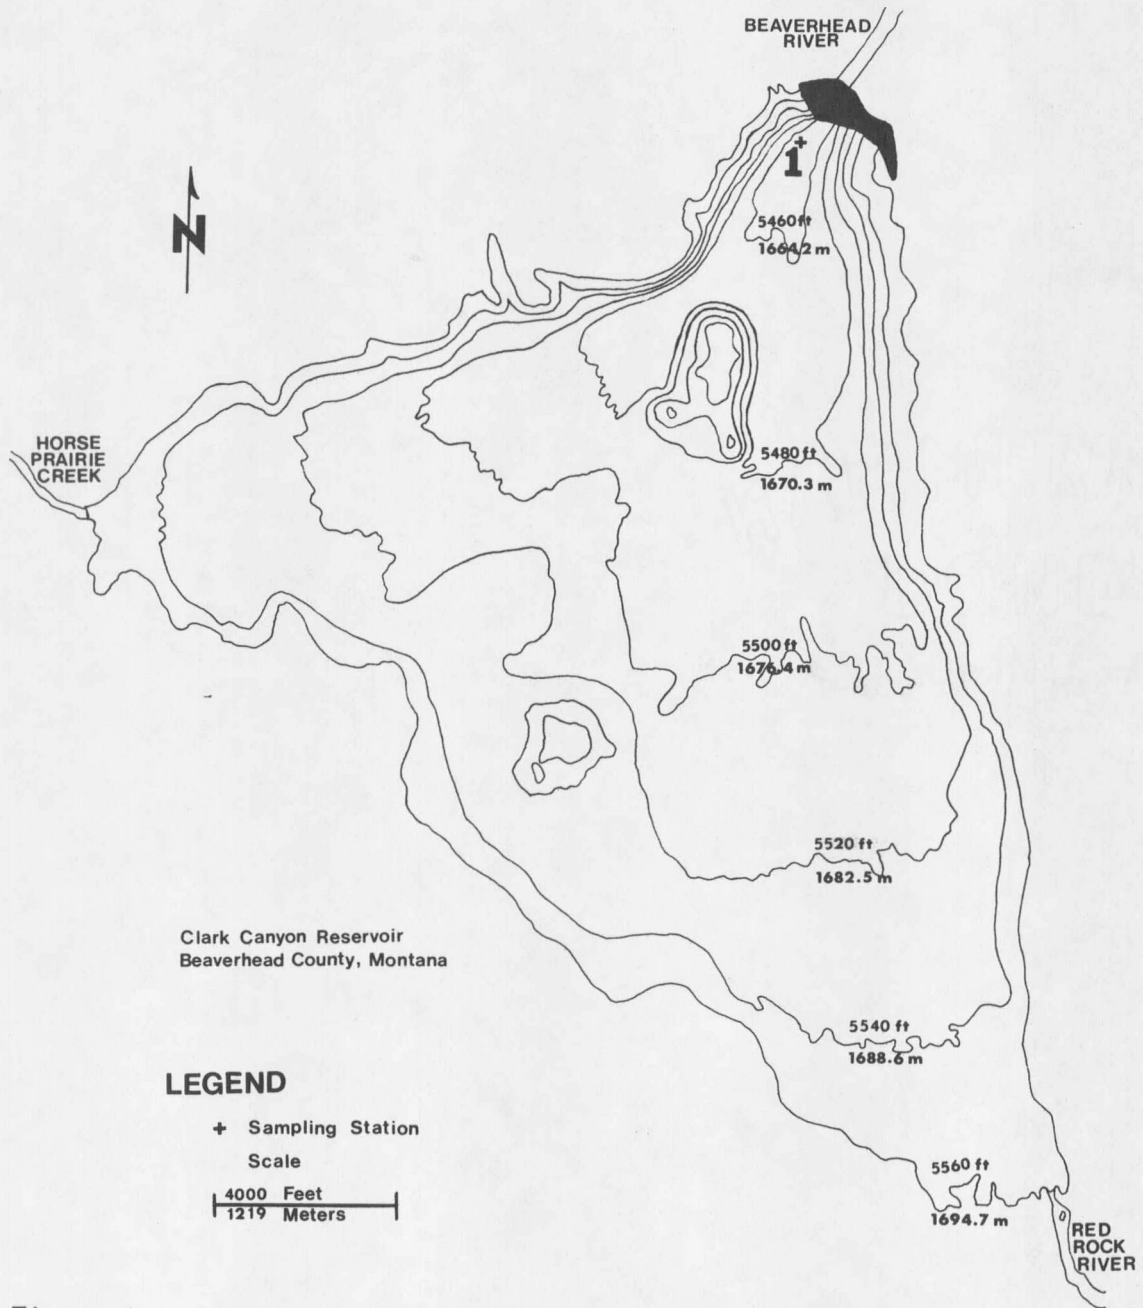 BEAVERHEAD
RIVER
1
N
5460 ft
1664.2 m
HORSE
PRAIRIE
CREEK
5480 ft
1670.3 m
5500 ft
1676.4 m
5520 ft
1682.5 m
Clark Canyon Reservoir
Beaverhead County, Montana
5540 ft
1688.6 m
LEGEND
+ Sampling Station
Scale
4000 Feet
1219 Meters
5560 ft
1694.7 m
RED
ROCK
RIVER